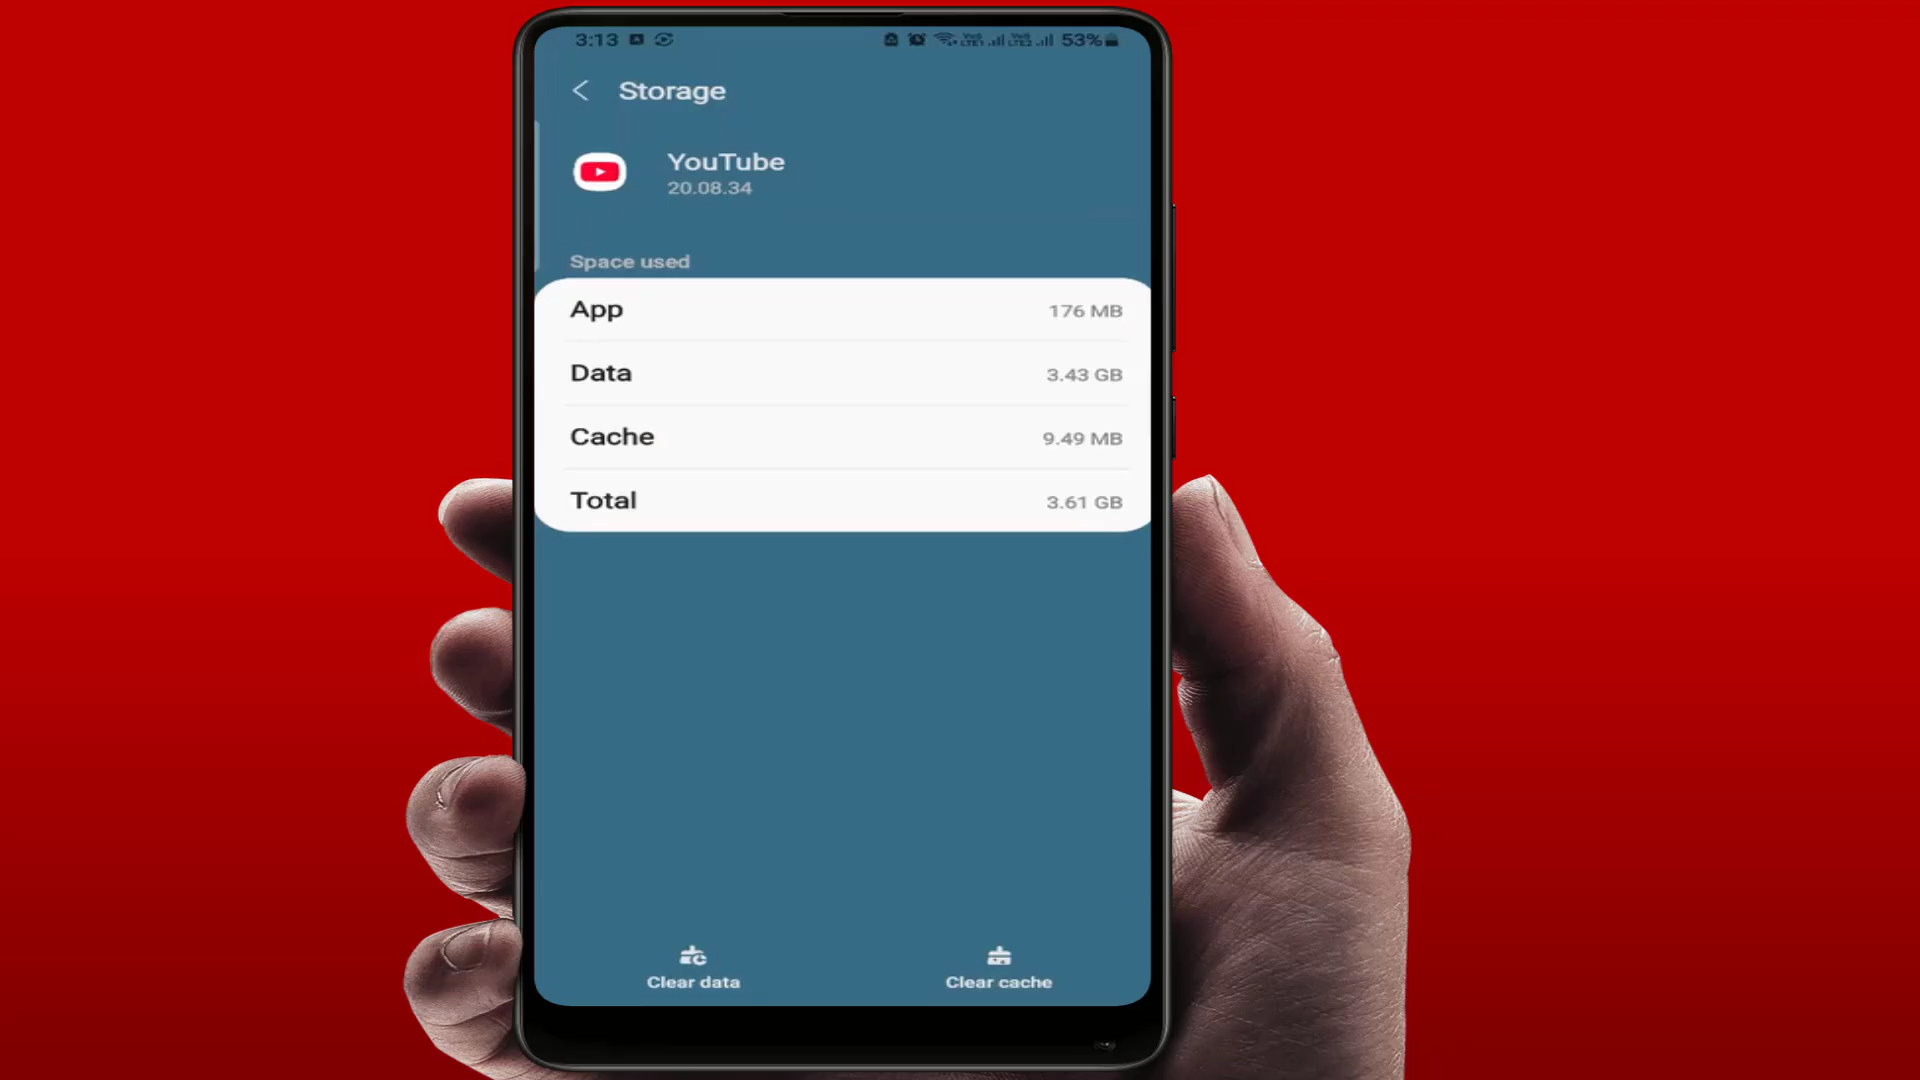 3:13 53%
Storage
YouTube
20.08.34
Space used
App 176 MB
Data 3.43 GB
Cache 9.49 MB
Total 3.61 GB
Clear data Clear cache